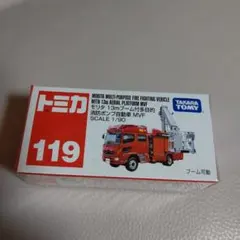 トミカ
MORITA MULTI-PURPOSE FIRE FIGHTING VEHICLE
WITH 13m AERIAL PLATFORM MVF
モリタ 13mブーム付多目的
消防ポンプ自動車 MVF
SCALE 1/90
TAKARA
TOMY
119
ブーム可動